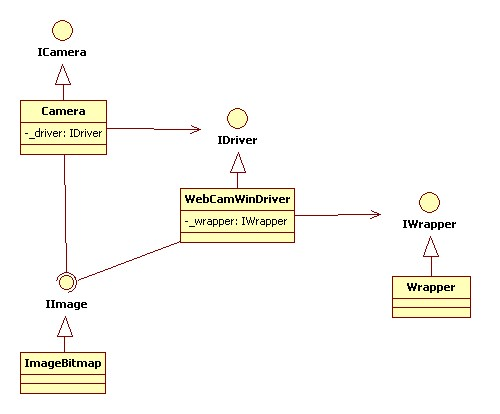 ICamera
Camera
-_driver: IDriver
IDriver
WebCamWinDriver
-_wrapper: IWrapper
IWrapper
Wrapper
IImage
ImageBitmap